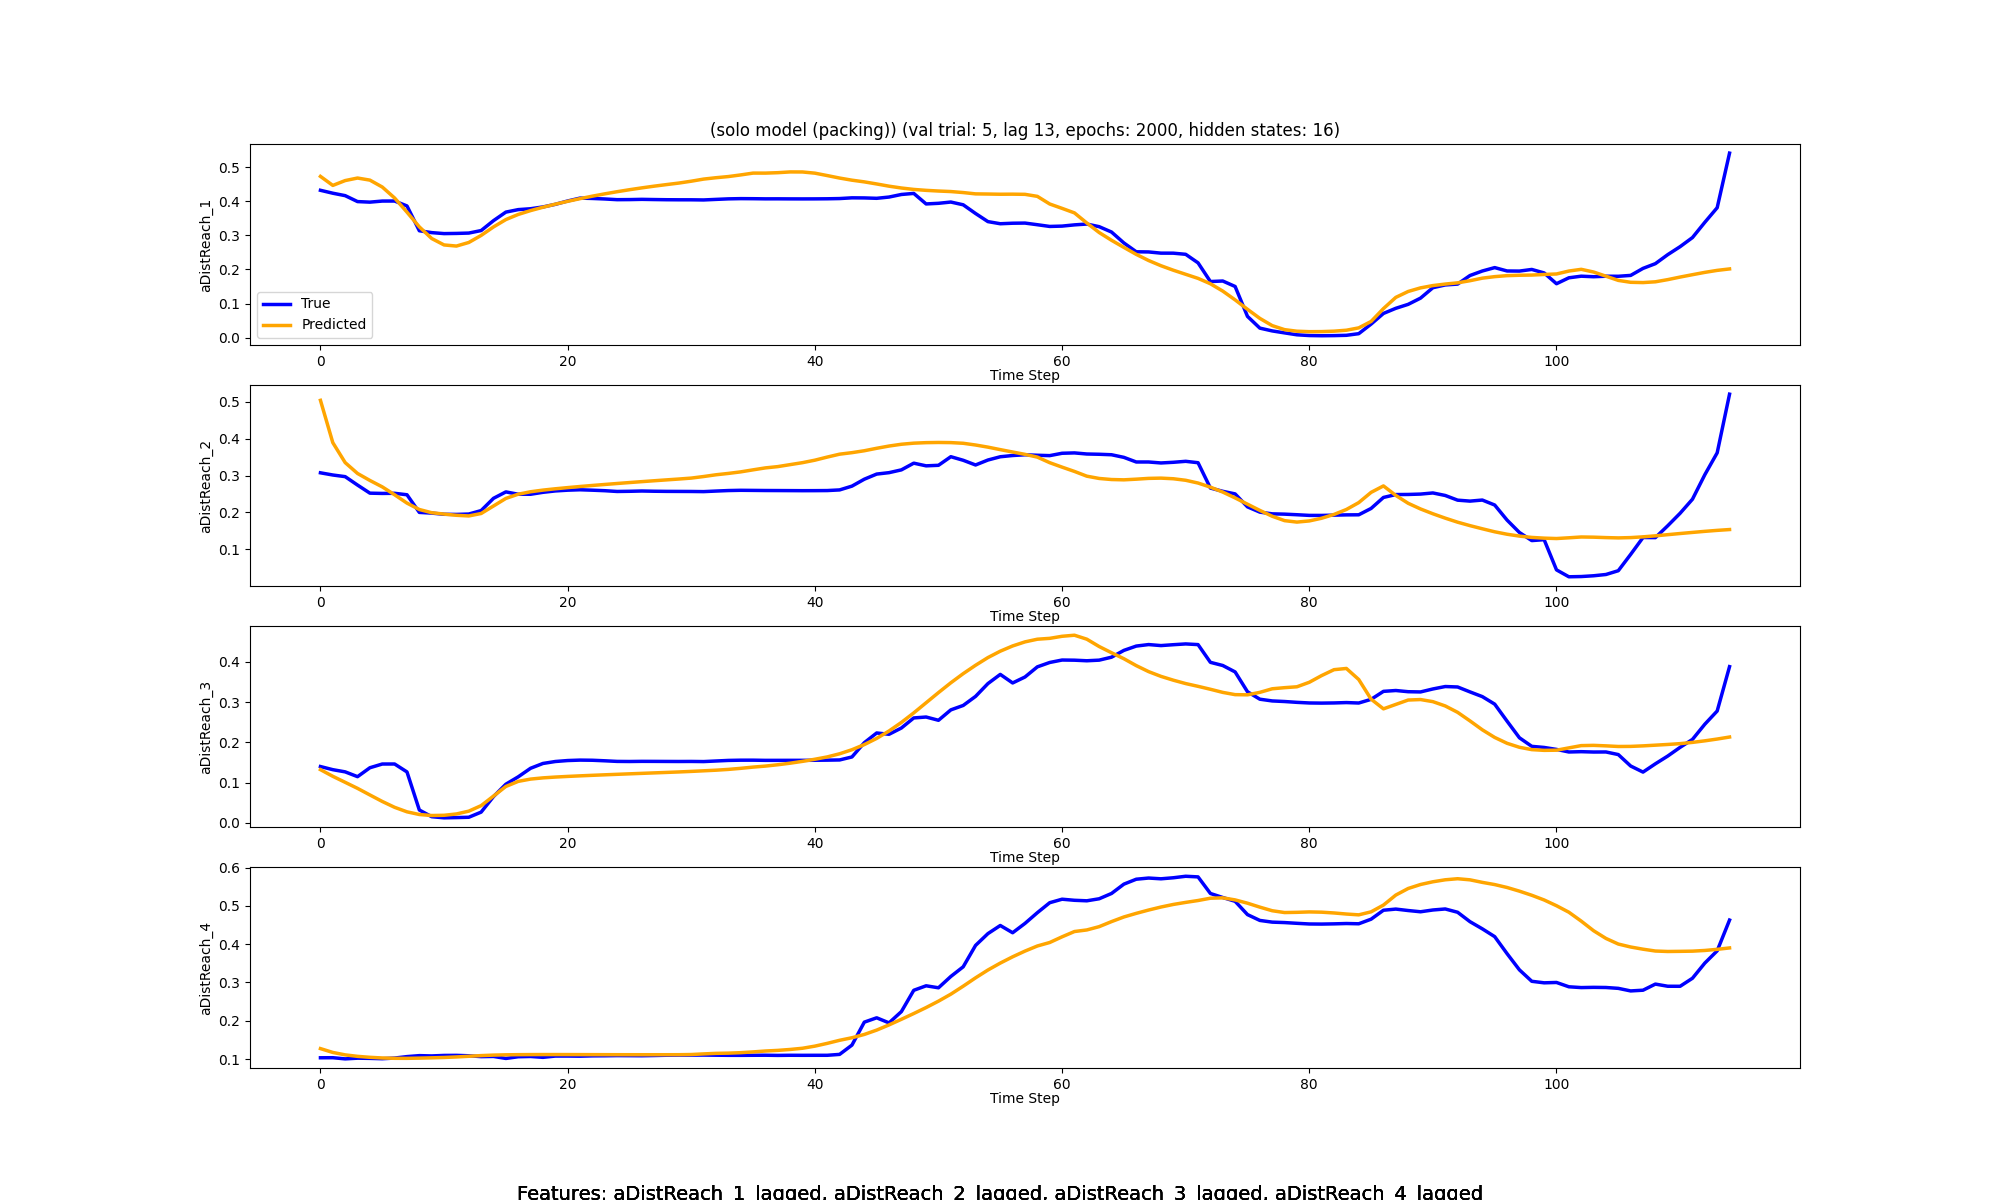 (solo model (packing)) (val trial: 5, lag 13, epochs: 2000, hidden states: 16)
aDistReach_1
0.5
0.4
0.3
0.2
0.1
0.0
True
Predicted
0 20 40 60 80 100
Time Step
aDistReach_2
0.5
0.4
0.3
0.2
0.1
0 20 40 60 80 100
Time Step
aDistReach_3
0.4
0.3
0.2
0.1
0.0
0 20 40 60 80 100
Time Step
aDistReach_4
0.6
0.5
0.4
0.3
0.2
0.1
0 20 40 60 80 100
Time Step
Features: aDistReach_1_lagged, aDistReach_2_lagged, aDistReach_3_lagged, aDistReach_4_lagged